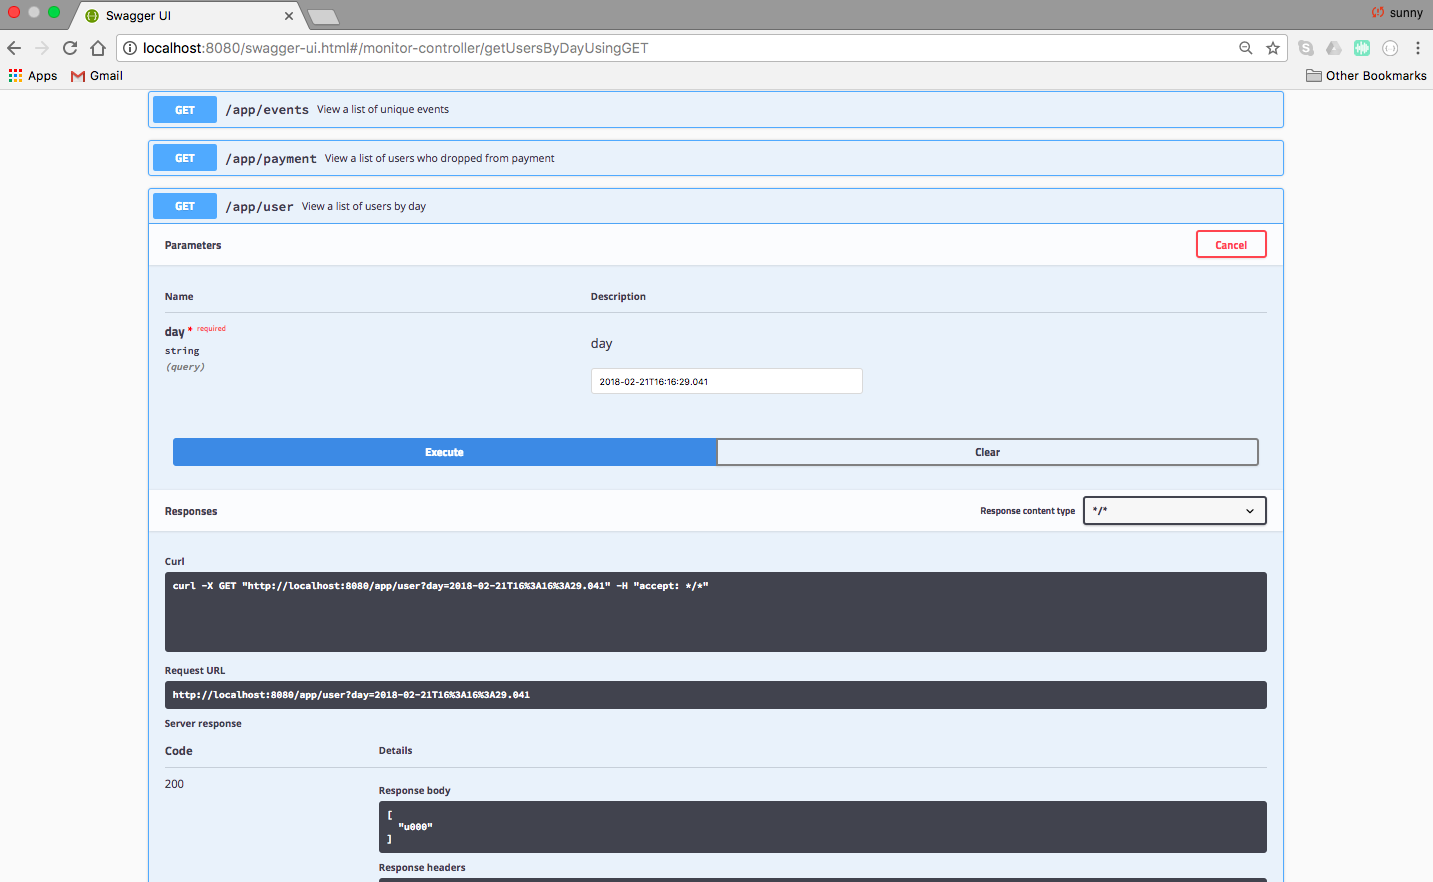 Swagger UI
sunny
localhost:8080/swagger-ui.html#/monitor-controller/getUsersByDayUsingGET
Apps Gmail Other Bookmarks
GET /app/events View a list of unique events
GET /app/payment View a list of users who dropped from payment
GET /app/user View a list of users by day
Parameters Cancel
Name Description
day * required
string
(query)
day
2018-02-21T16:16:29.041
Execute Clear
Responses Response content type */*
Curl
curl -X GET "http://localhost:8080/app/user?day=2018-02-21T16%3A16%3A29.041" -H "accept: */*"
Request URL
http://localhost:8080/app/user?day=2018-02-21T16%3A16%3A29.041
Server response
Code Details
200
Response body
[
"u000"
]
Response headers